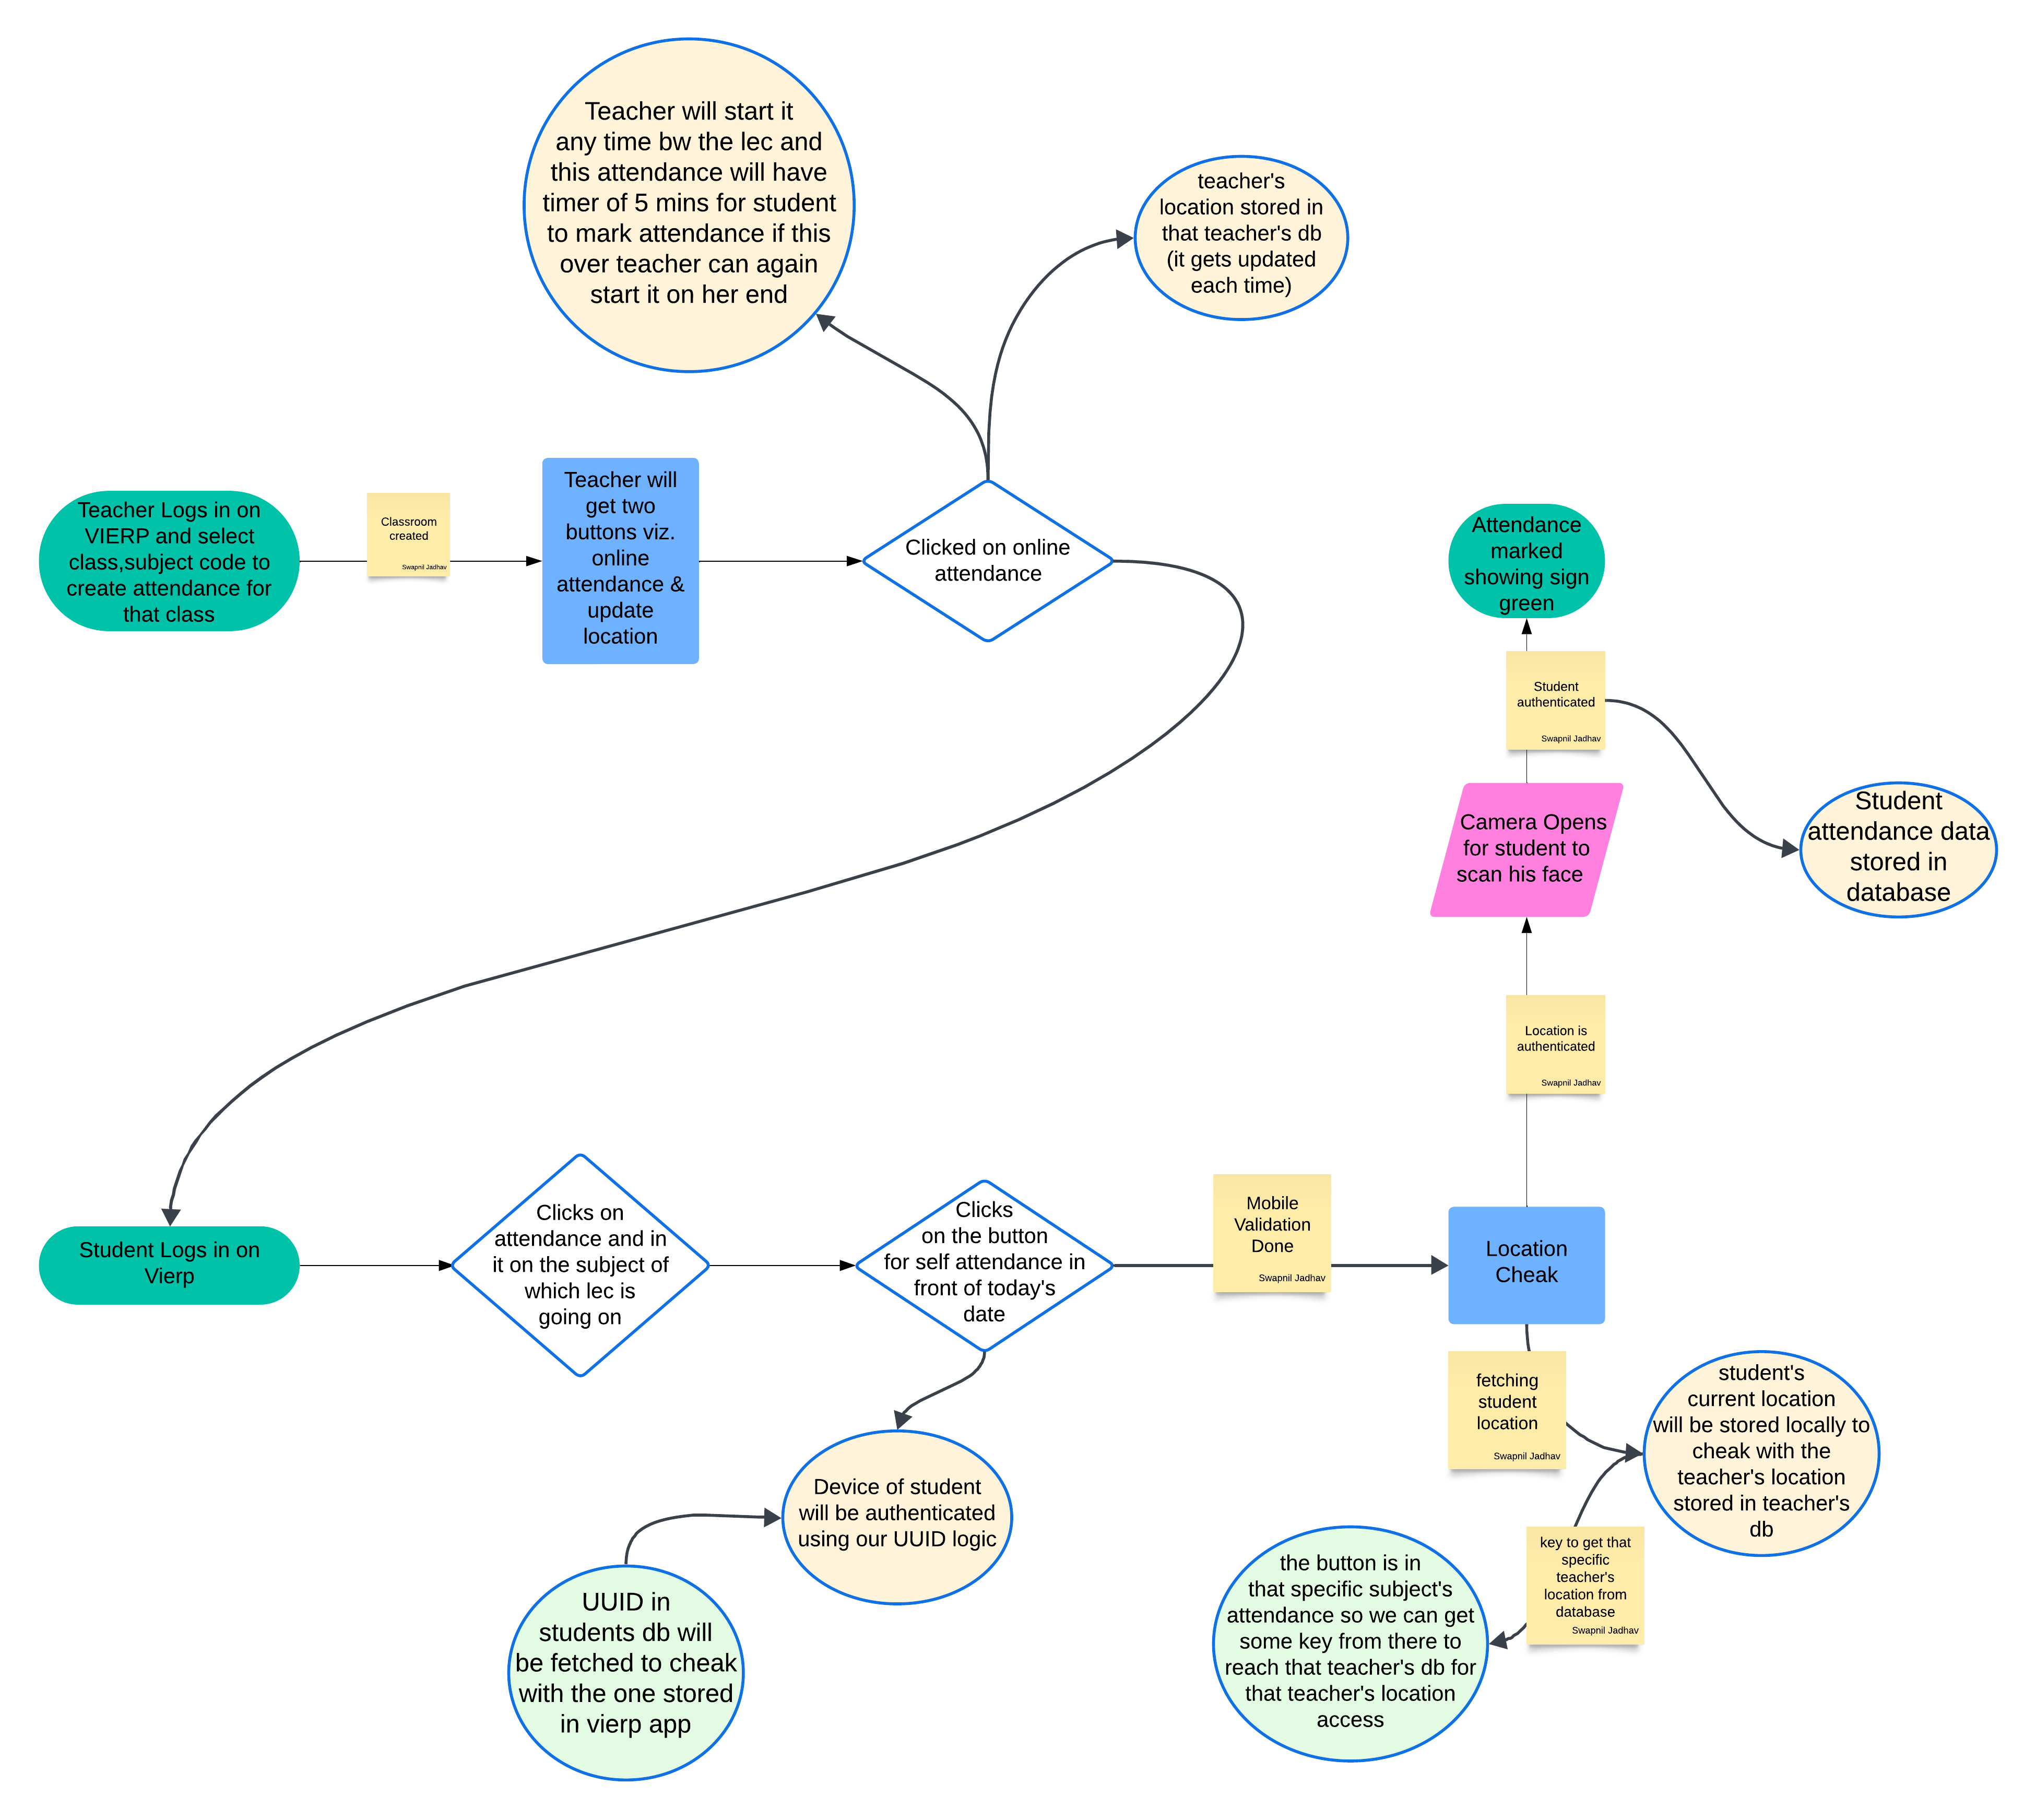 Teacher will start it
any time bw the lec and
this attendance will have
timer of 5 mins for student
to mark attendance if this
over teacher can again
start it on her end
teacher's
location stored in
that teacher's db
(it gets updated
each time)
Teacher Logs in on
VIERP and select
class,subject code to
create attendance for
that class
Classroom
created
Swapnil Jadhav
Teacher will
get two
buttons viz.
online
attendance &
update
location
Clicked on online
attendance
Attendance
marked
showing sign
green
Student
authenticated
Swapnil Jadhav
Camera Opens
for student to
scan his face
Student
attendance data
stored in
database
Location is
authenticated
Swapnil Jadhav
Student Logs in on
Vierp
Clicks on
attendance and in
it on the subject of
which lec is
going on
Clicks
on the button
for self attendance in
front of today's
date
Mobile
Validation
Done
Swapnil Jadhav
Location
Cheak
fetching
student
location
Swapnil Jadhav
student's
current location
will be stored locally to
cheak with the
teacher's location
stored in teacher's
db
Device of student
will be authenticated
using our UUID logic
UUID in
students db will
be fetched to cheak
with the one stored
in vierp app
key to get that
specific
teacher's
location from
database
Swapnil Jadhav
the button is in
that specific subject's
attendance so we can get
some key from there to
reach that teacher's db for
that teacher's location
access